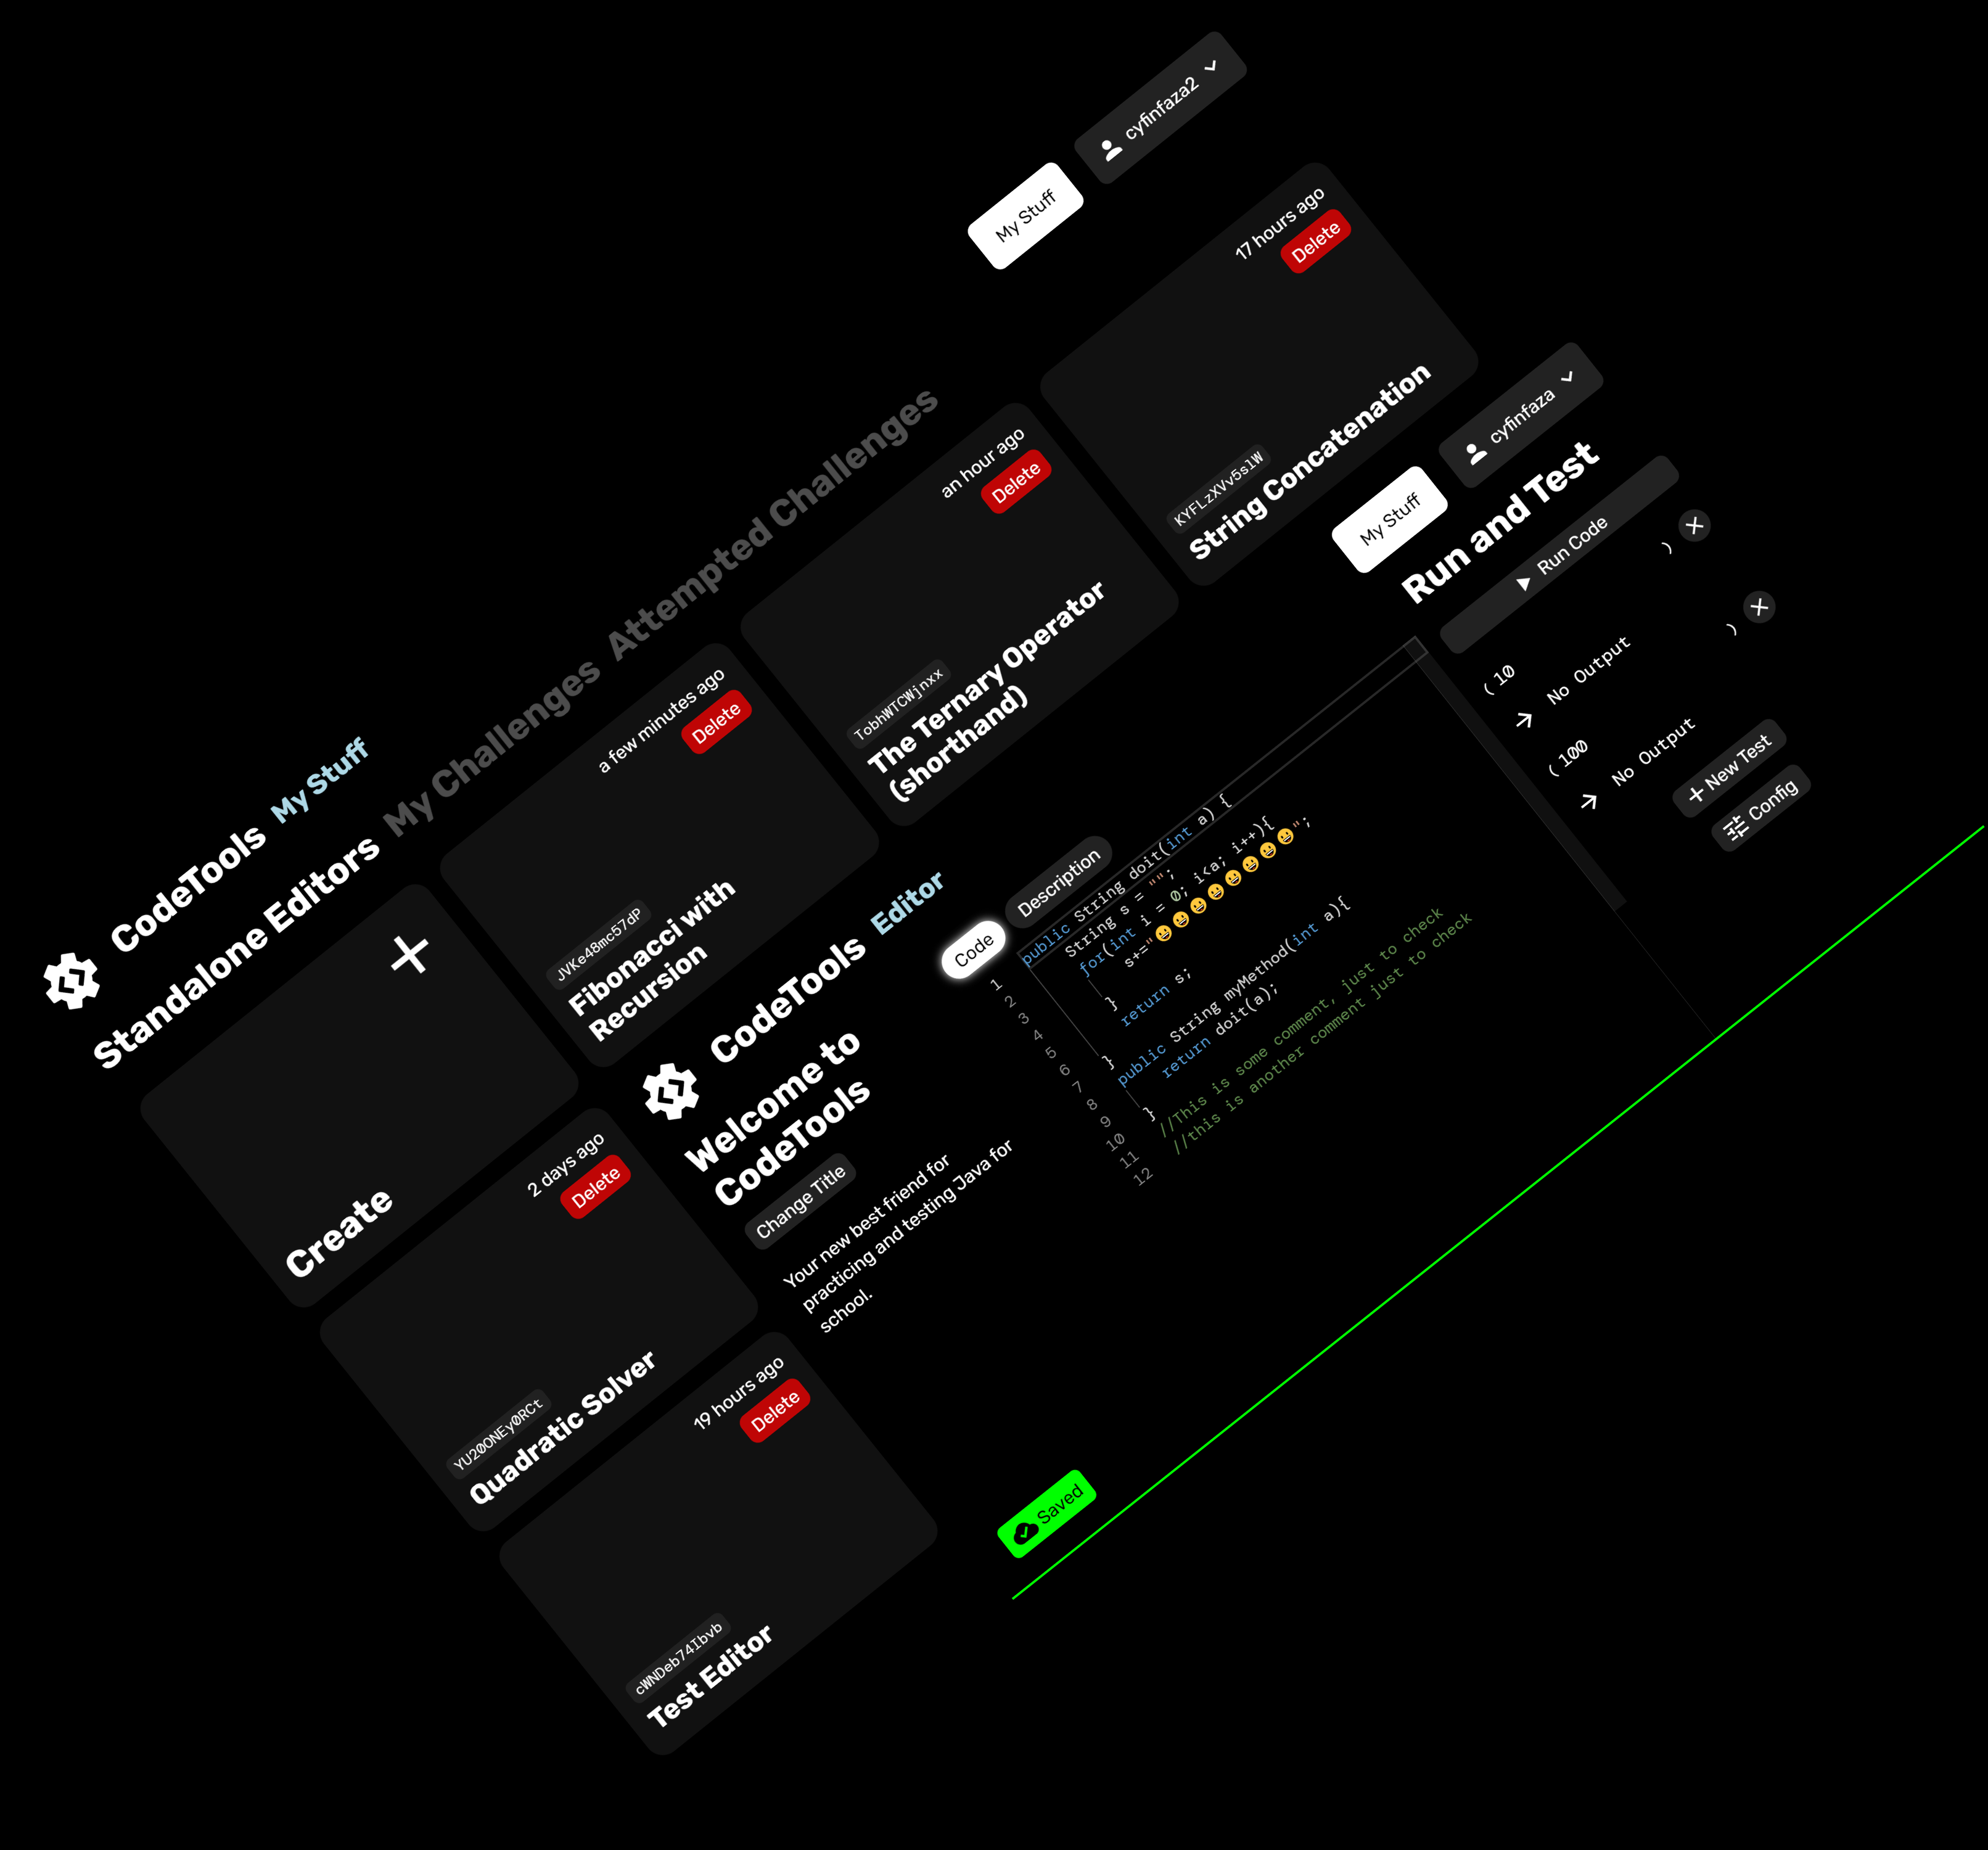 CodeTools My Stuff
My Stuff
cyfinfaza2
Standalone Editors My Challenges Attempted Challenges
Create
a few minutes ago
Delete
JVKe48mc57dP
Fibonacci with
Recursion
an hour ago
Delete
TobhWTCWjnxx
The Ternary Operator
(shorthand)
17 hours ago
Delete
KYFLzXVv5slW
String Concatenation
2 days ago
Delete
YU20ONEy0RCt
Quadratic Solver
19 hours ago
Delete
cWNDeb74Ibvb
Test Editor
CodeTools Editor
My Stuff
cyfinfaza
Welcome to
CodeTools
Change Title
Your new best friend for
practicing and testing Java for
school.
Code
Description
1 public String doit(int a) {
2 String s = "";
3 for(int i = 0; i<a; i++){
4 s+="😀😀😀😀😀😀😀😀";
5 }
6 return s;
7 }
8 public String myMethod(int a){
9 return doit(a);
10 }
11 //This is some comment, just to check
12 //this is another comment just to check
Run and Test
Run Code
( 10 )
→ No Output
( 100 )
→ No Output
+ New Test
Config
Saved